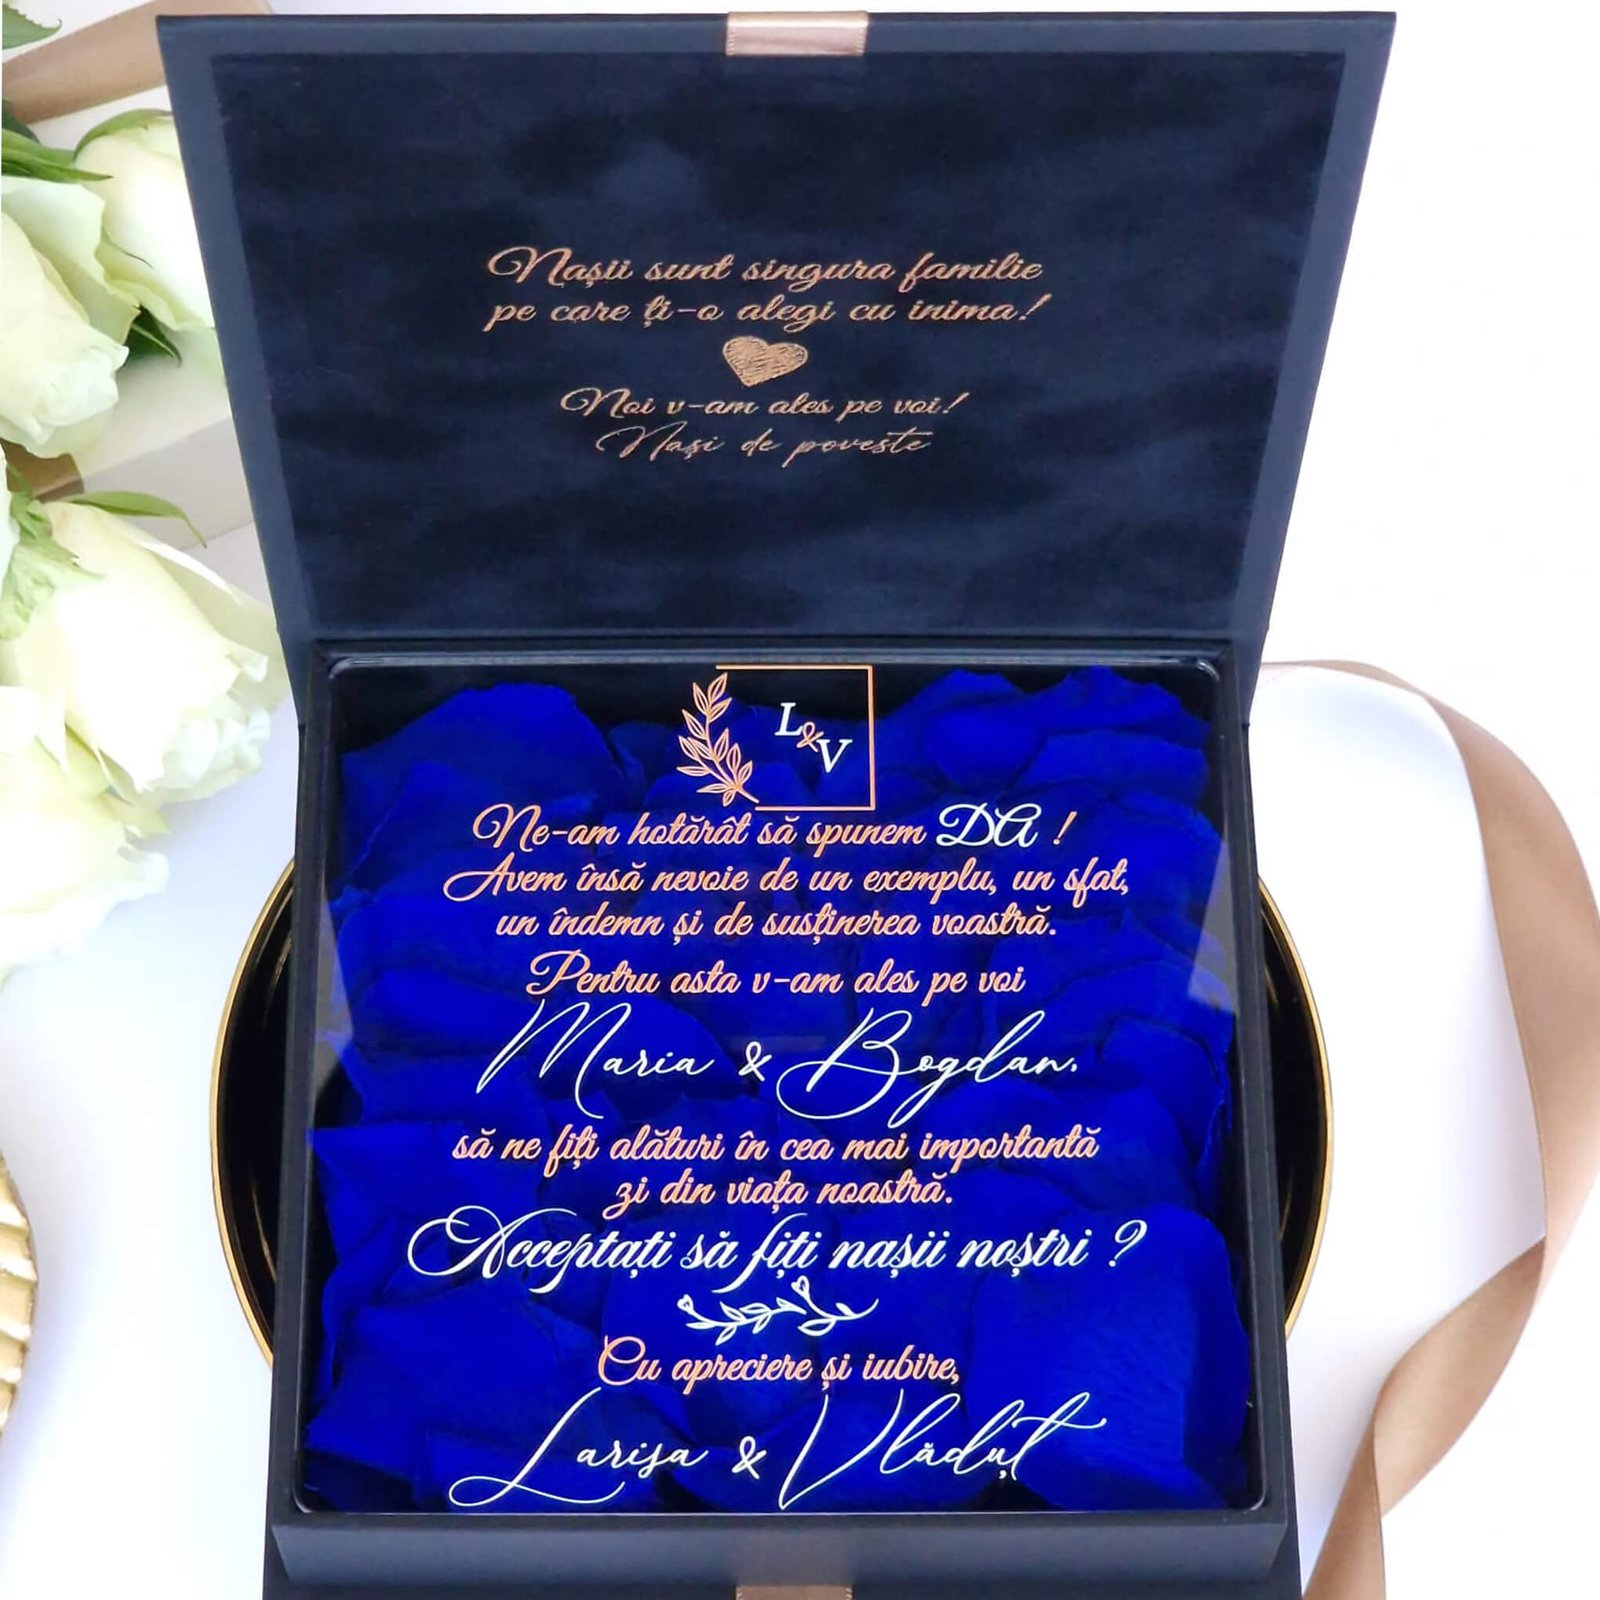 Nașii sunt singura familie
pe care ți-o alegi cu inima!
Noi v-am ales pe voi!
Nași de poveste
L&V
Ne-am hotărât să spunem DA !
Avem însă nevoie de un exemplu, un sfat,
un îndemn și de susținerea voastră.
Pentru asta v-am ales pe voi
Maria & Bogdan,
să ne fiți alături în cea mai importantă
zi din viața noastră.
Acceptați să fiți nașii noștri ?
Cu apreciere și iubire,
Larisa & Vlăduț